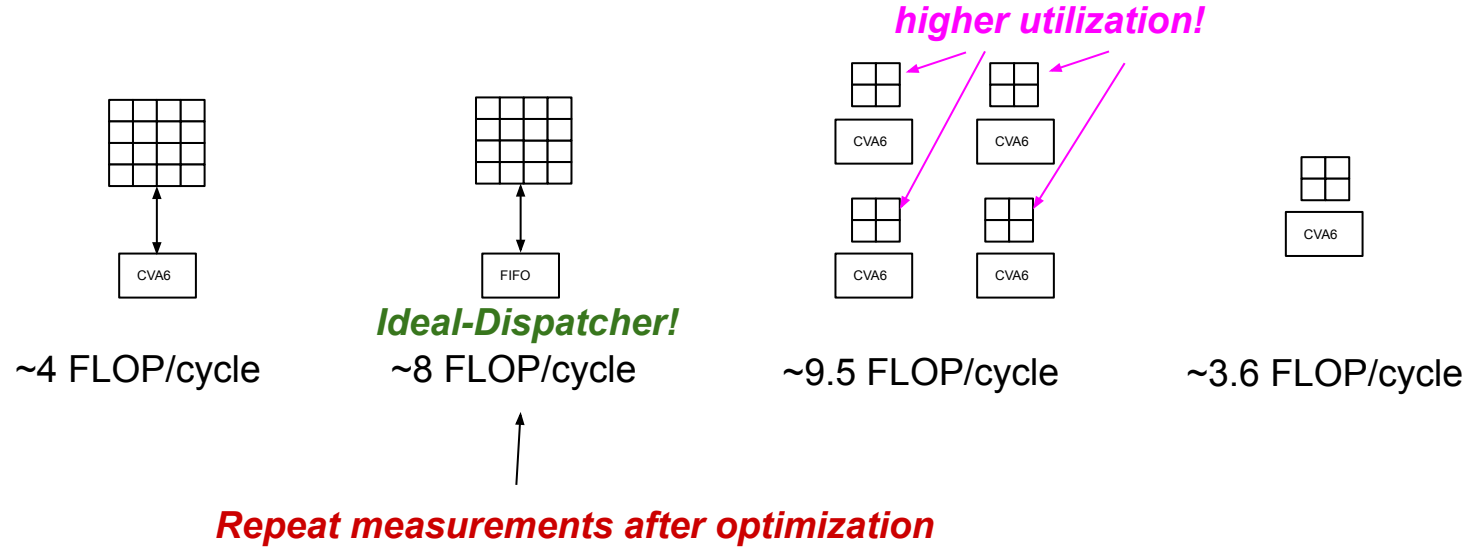 higher utilization!
CVA6
FIFO
CVA6
CVA6
CVA6
CVA6
CVA6
Ideal-Dispatcher!
~4 FLOP/cycle
~8 FLOP/cycle
~9.5 FLOP/cycle
~3.6 FLOP/cycle
Repeat measurements after optimization